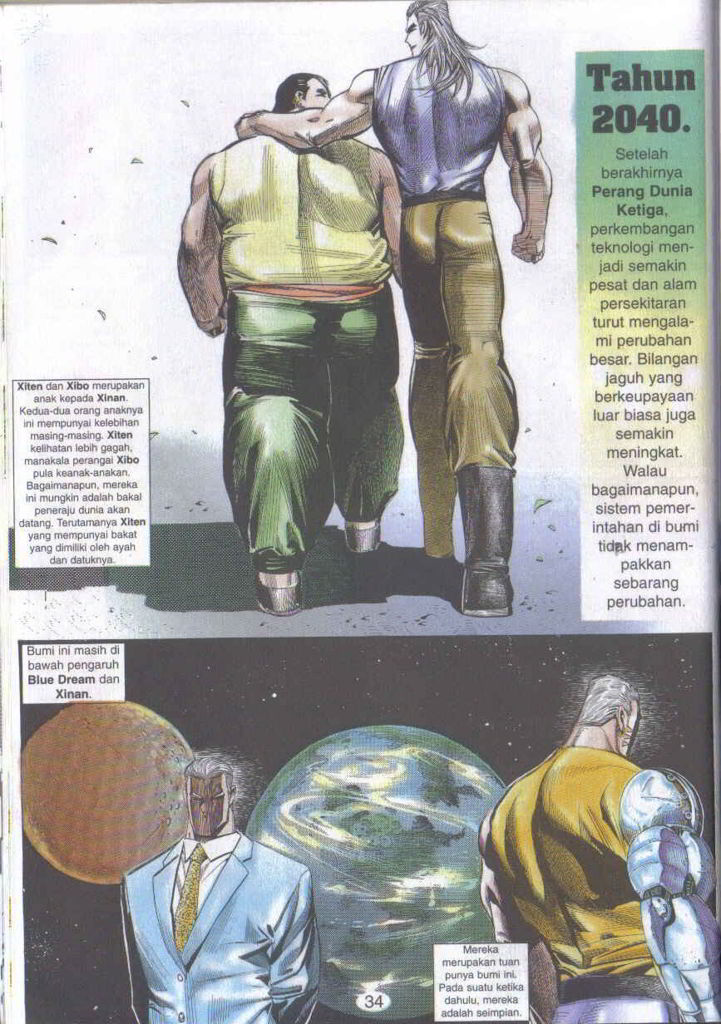 Tahun
2040.
Setelah
berakhirnya
Perang Dunia
Ketiga,
perkembangan
teknologi men-
jadi semakin
pesat dan alam
persekitaran
turut mengala-
mi perubahan
besar. Bilangan
jaguh yang
berkeupayaan
luar biasa juga
semakin
meningkat.
Walau
bagaimanapun,
sistem pemer-
intahan di bumi
tidak menam-
pakkan
sebarang
perubahan.
Xiten dan Xibo merupakan
anak kepada Xinan.
Kedua-dua orang anaknya
ini mempunyai kelebihan
masing-masing. Xiten
kelihatan lebih gagah,
manakala perangai Xibo
pula keanak-anakan.
Bagaimanapun, mereka
ini mungkin adalah bakal
peneraju dunia akan
datang. Terutamanya Xiten
yang mempunyai bakat
yang dimiliki oleh ayah
dan datuknya.
Bumi ini masih di
bawah pengaruh
Blue Dream dan
Xinan.
Mereka
merupakan tuan
punya bumi ini.
Pada suatu ketika
dahulu, mereka
adalah seimpian.
34